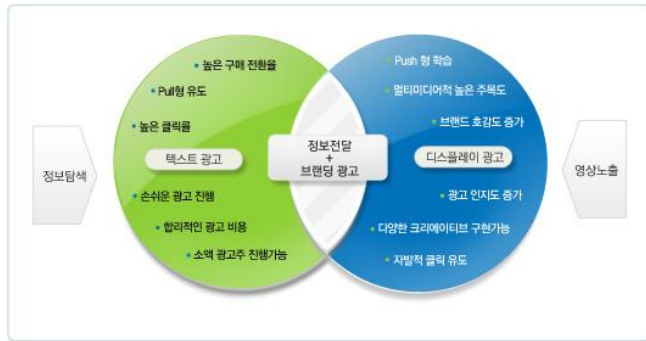 정보탐색
• 높은 구매 전환율
• Pull형 유도
• 높은 클릭률
텍스트 광고
• 손쉬운 광고 진행
• 합리적인 광고 비용
• 소액 광고주 진행가능
정보전달
+
브랜딩 광고
• Push 형 학습
• 멀티미디어적 높은 주목도
• 브랜드 호감도 증가
디스플레이 광고
• 광고 인지도 증가
• 다양한 크리에이티브 구현가능
• 자발적 클릭 유도
영상노출